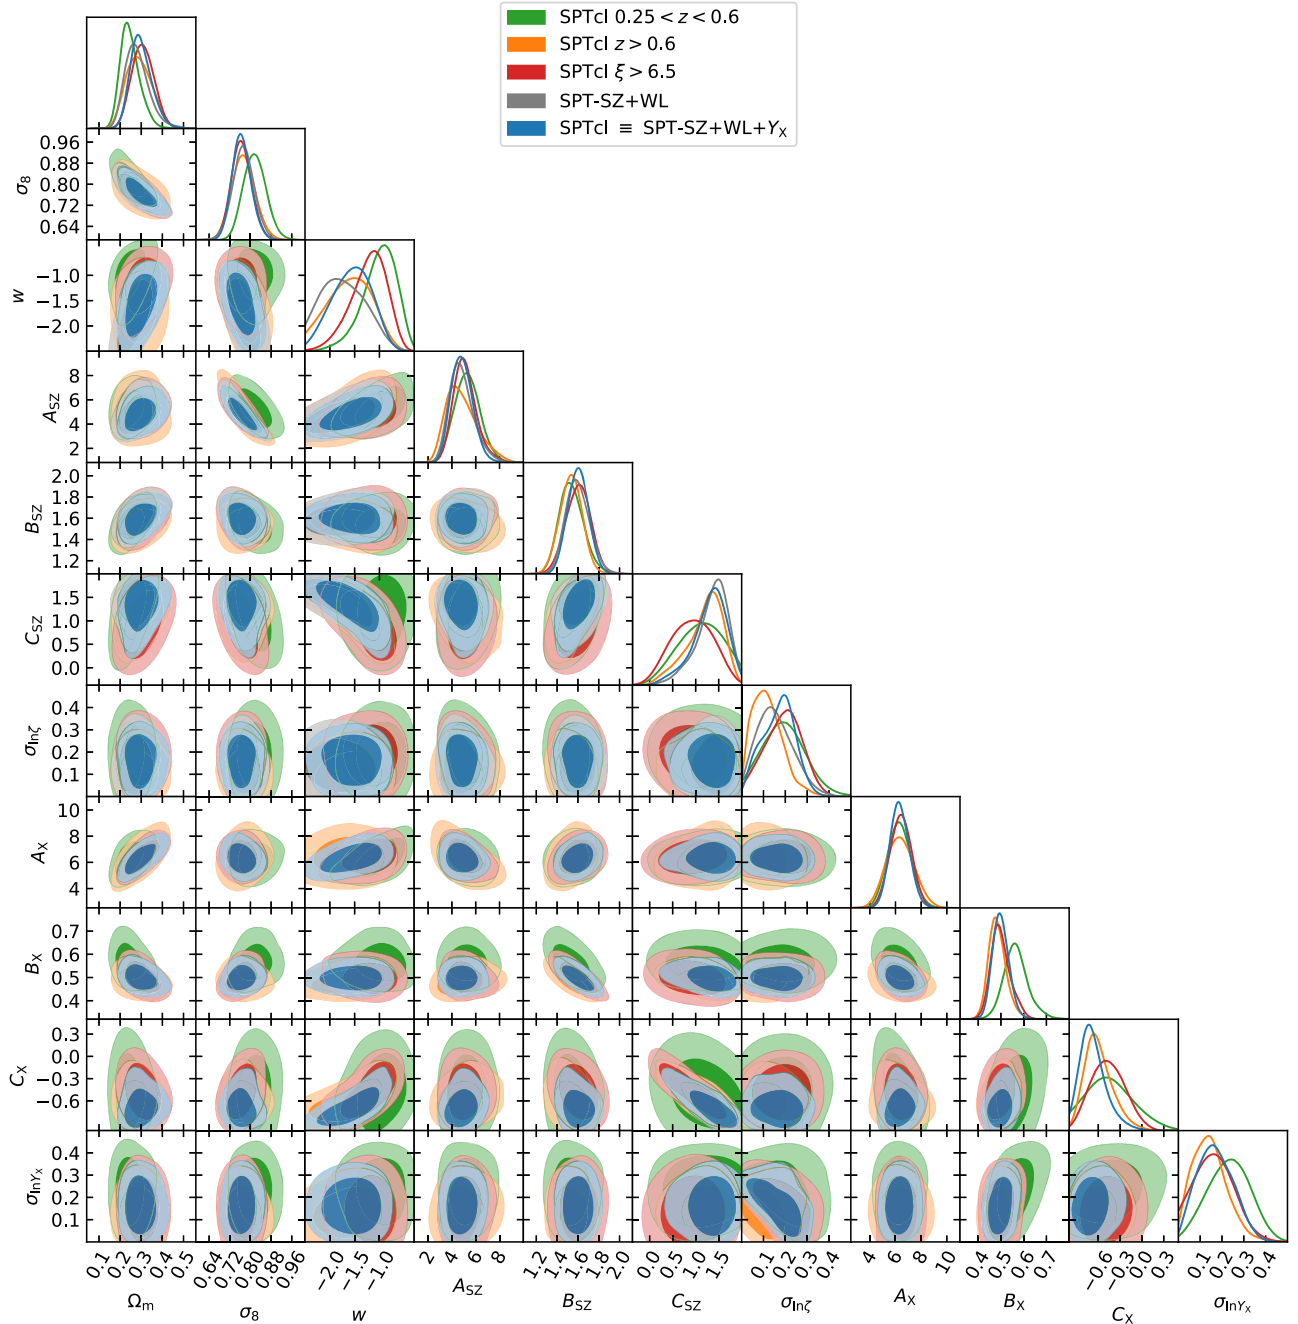 SPTcl 0.25 < z < 0.6
SPTcl z > 0.6
SPTcl ξ > 6.5
SPT-SZ+WL
SPTcl ≡ SPT-SZ+WL+Y_X
σ_8
0.96
0.88
0.80
0.72
0.64
w
−1.0
−1.5
−2.0
A_SZ
8
6
4
2
B_SZ
2.0
1.8
1.6
1.4
1.2
C_SZ
1.5
1.0
0.5
0.0
σ_lnζ
0.4
0.3
0.2
0.1
A_X
10
8
6
4
B_X
0.7
0.6
0.5
0.4
C_X
0.3
0.0
−0.3
−0.6
σ_lnY_X
0.4
0.3
0.2
0.1
0.1 0.2 0.3 0.4 0.5 0.64 0.72 0.80 0.88 0.96 −2.0 −1.5 −1.0 2 4 6 8 1.2 1.4 1.6 1.8 2.0 0.0 0.5 1.0 1.5 0.1 0.2 0.3 0.4 4 6 8 10 0.4 0.5 0.6 0.7 −0.6 −0.3 0.0 0.3 0.1 0.2 0.3 0.4
Ω_m σ_8 w A_SZ B_SZ C_SZ σ_lnζ A_X B_X C_X σ_lnY_X